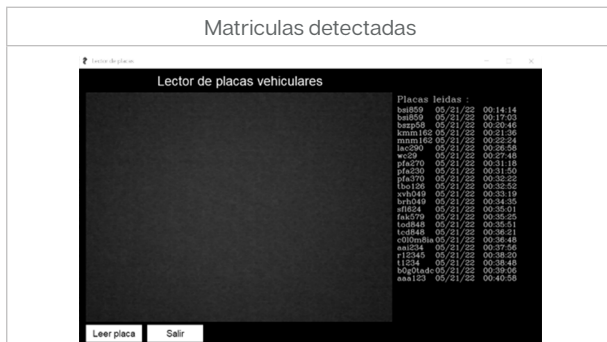 Matriculas detectadas
Lector de placas
Lector de placas vehiculares
Placas leidas :
bsi859 05/21/22 00:14:14
bsi859 05/21/22 00:17:03
bszp58 05/21/22 00:20:46
kmm162 05/21/22 00:21:36
mnm162 05/21/22 00:22:24
lac290 05/21/22 00:26:58
wc29 05/21/22 00:27:48
pfa270 05/21/22 00:31:18
pfa230 05/21/22 00:31:50
pfa370 05/21/22 00:32:22
tbo126 05/21/22 00:32:52
xvh049 05/21/22 00:33:19
brh049 05/21/22 00:34:35
sfl624 05/21/22 00:35:01
fak579 05/21/22 00:35:25
tod848 05/21/22 00:35:51
tcd848 05/21/22 00:36:21
c0l0m8ia 05/21/22 00:36:48
aai234 05/21/22 00:37:56
r12345 05/21/22 00:38:20
t1234 05/21/22 00:38:48
b0g0tadc 05/21/22 00:39:06
aaa123 05/21/22 00:40:58
Leer placa Salir